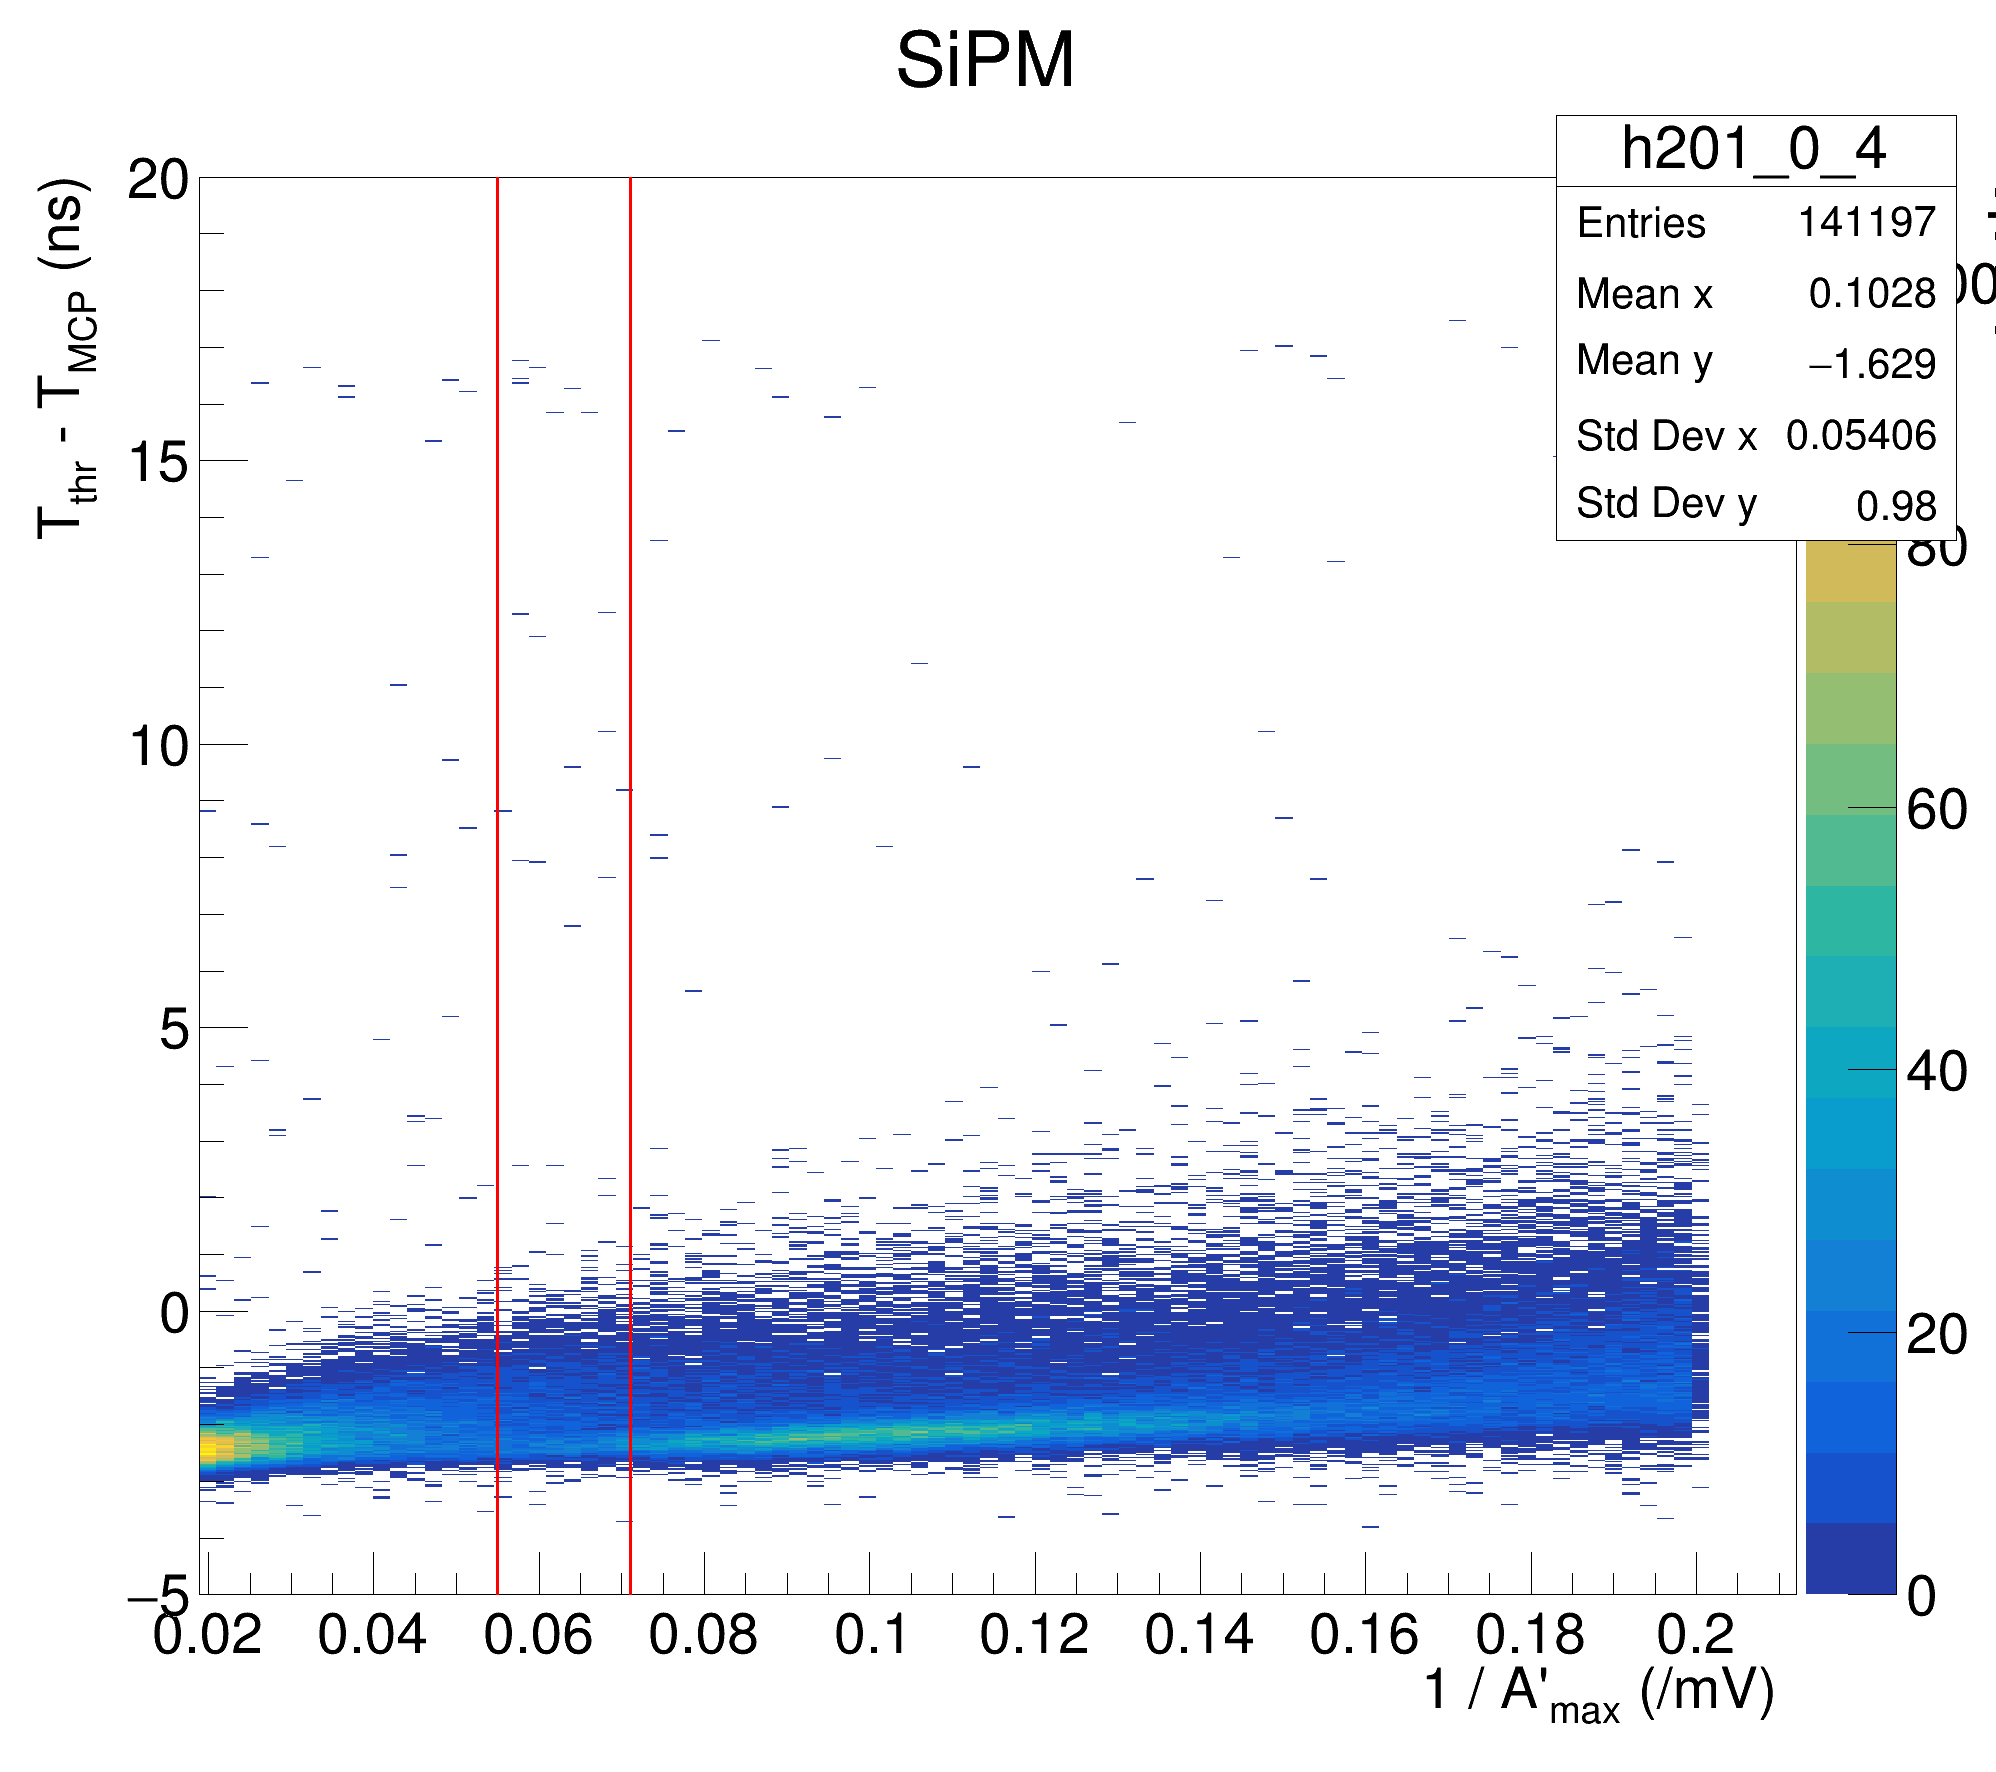 SiPM
h201_0_4
Entries 141197
Mean x 0.1028
Mean y −1.629
Std Dev x 0.05406
Std Dev y 0.98
T_thr - T_MCP (ns)
20
15
10
5
0
−5
0.02 0.04 0.06 0.08 0.1 0.12 0.14 0.16 0.18 0.2
1 / A'_max (/mV)
80
60
40
20
0